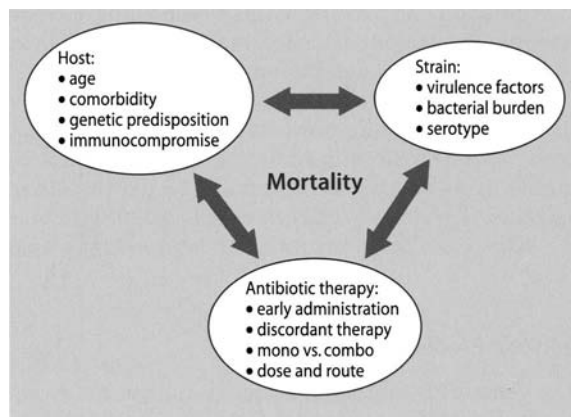 Host:
• age
• comorbidity
• genetic predisposition
• immunocompromise
Strain:
• virulence factors
• bacterial burden
• serotype
Mortality
Antibiotic therapy:
• early administration
• discordant therapy
• mono vs. combo
• dose and route